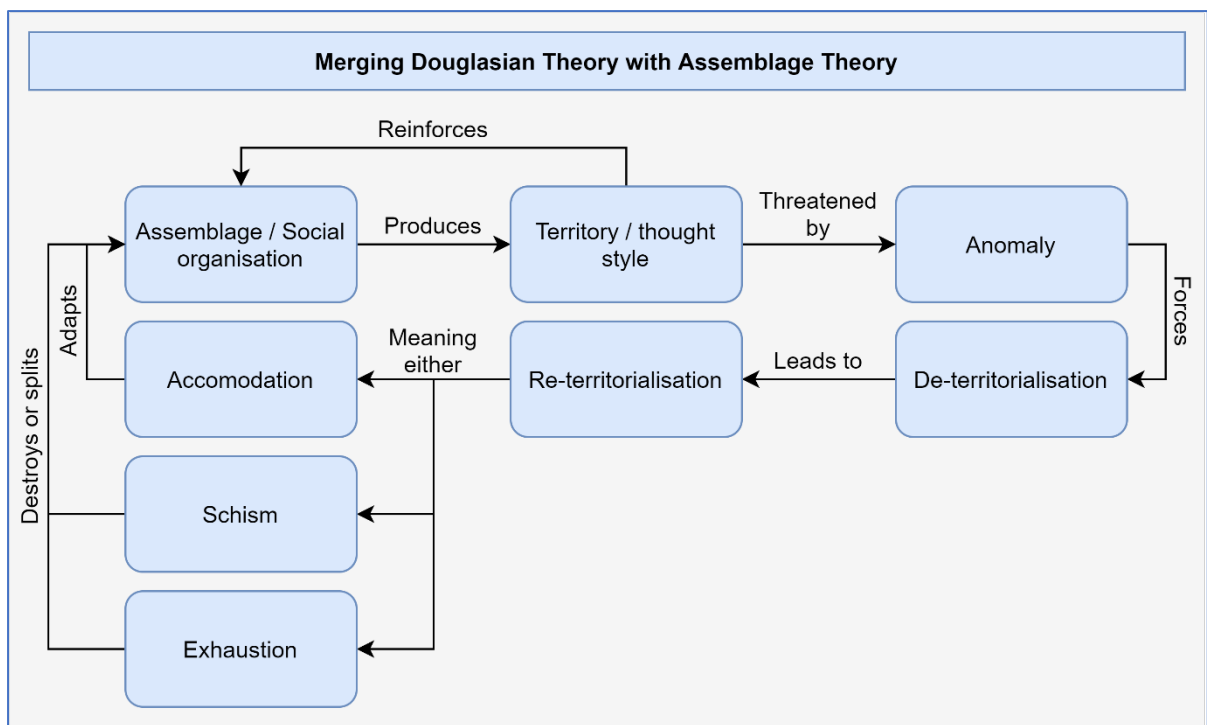 Merging Douglasian Theory with Assemblage Theory
Reinforces
Assemblage / Social
organisation
Produces
Territory / thought
style
Threatened
by
Anomaly
Forces
De-territorialisation
Leads to
Re-territorialisation
Meaning
either
Accomodation
Adapts
Destroys or splits
Schism
Exhaustion